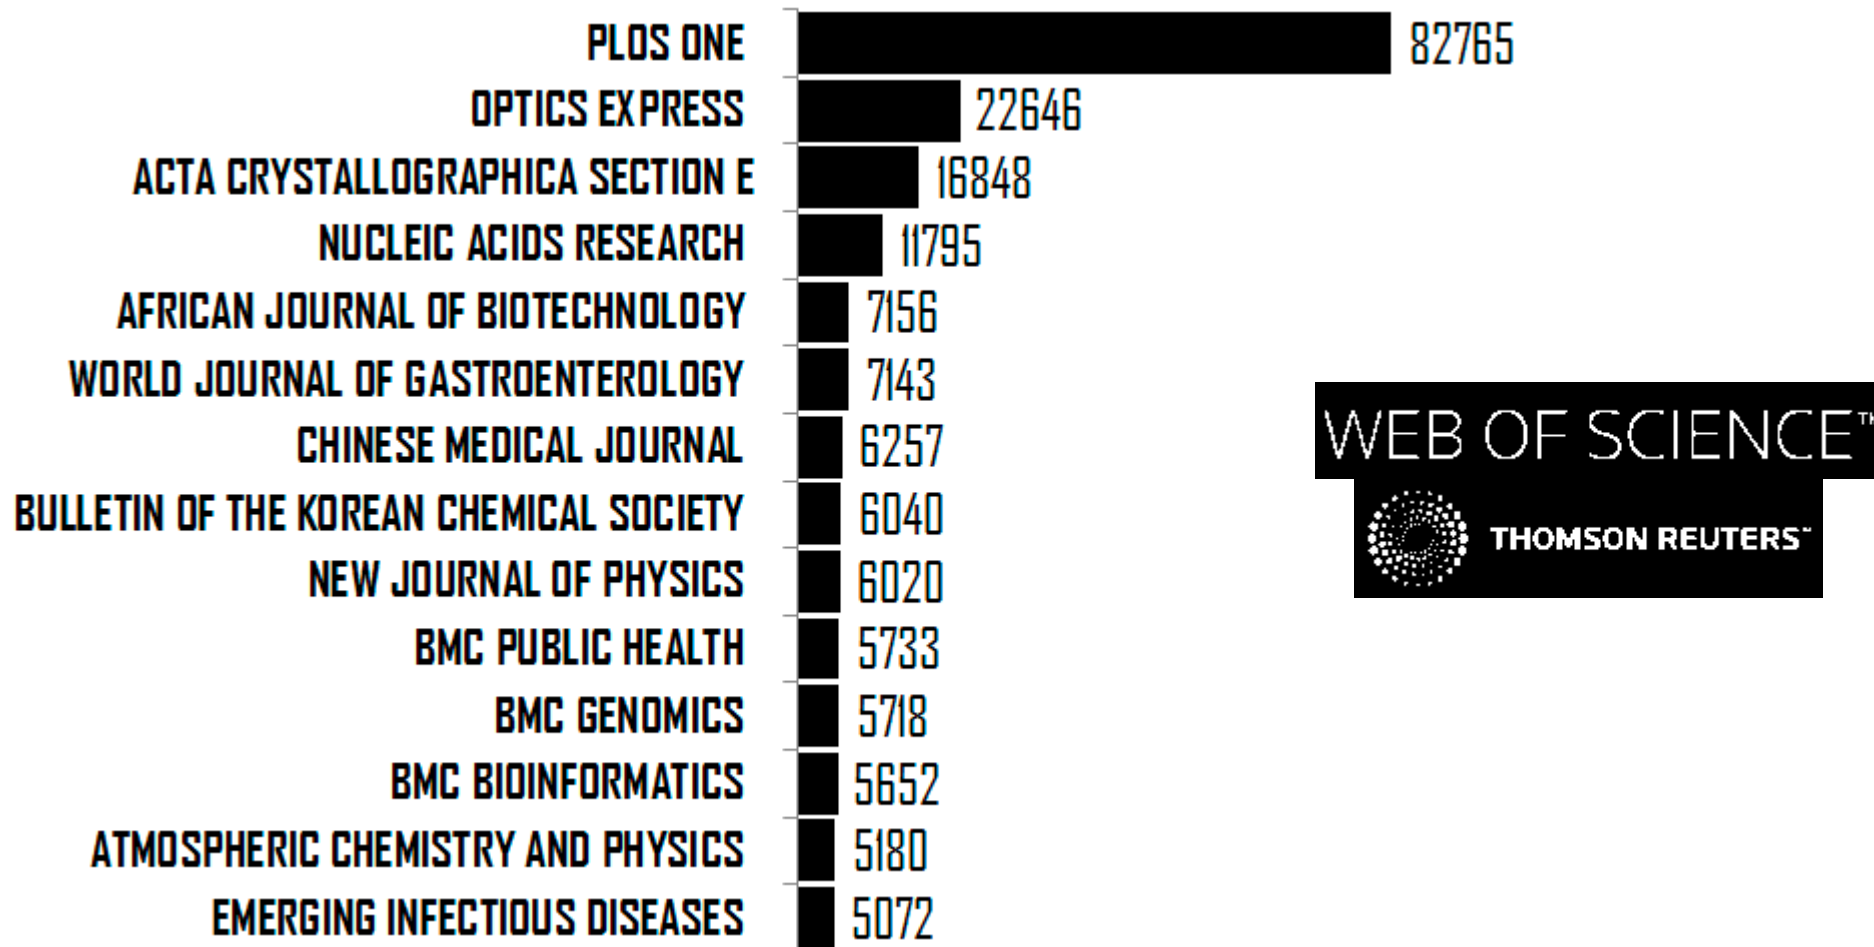 PLOS ONE 82765
OPTICS EXPRESS 22646
ACTA CRYSTALLOGRAPHICA SECTION E 16848
NUCLEIC ACIDS RESEARCH 11795
AFRICAN JOURNAL OF BIOTECHNOLOGY 7156
WORLD JOURNAL OF GASTROENTEROLOGY 7143
CHINESE MEDICAL JOURNAL 6257
WEB OF SCIENCE™
BULLETIN OF THE KOREAN CHEMICAL SOCIETY 6040
THOMSON REUTERS™
NEW JOURNAL OF PHYSICS 6020
BMC PUBLIC HEALTH 5733
BMC GENOMICS 5718
BMC BIOINFORMATICS 5652
ATMOSPHERIC CHEMISTRY AND PHYSICS 5180
EMERGING INFECTIOUS DISEASES 5072